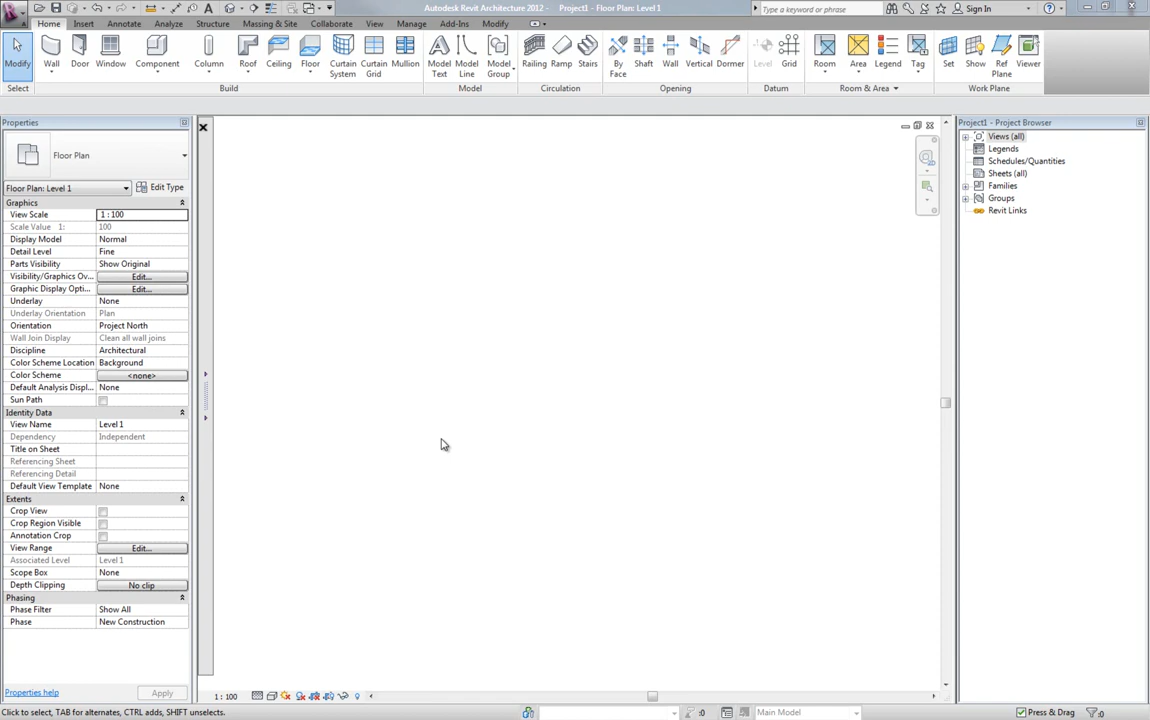 Autodesk Revit Architecture 2012 - Project1 - Floor Plan: Level 1
Type a keyword or phrase
Sign In
Home Insert Annotate Analyze Structure Massing & Site Collaborate View Manage Add-Ins Modify
Modify Wall Door Window Component Column Roof Ceiling Floor Curtain System Curtain Grid Mullion Model Text Model Line Model Group Railing Ramp Stairs By Face Shaft Wall Vertical Dormer Level Grid Room Area Legend Tag Set Show Ref Plane Viewer
Select Build Model Circulation Opening Datum Room & Area Work Plane
Properties
Floor Plan
Floor Plan: Level 1 Edit Type
Graphics
View Scale 1 : 100
Scale Value 1: 100
Display Model Normal
Detail Level Fine
Parts Visibility Show Original
Visibility/Graphics Ov... Edit...
Graphic Display Opti... Edit...
Underlay None
Underlay Orientation Plan
Orientation Project North
Wall Join Display Clean all wall joins
Discipline Architectural
Color Scheme Location Background
Color Scheme <none>
Default Analysis Displ... None
Sun Path
Identity Data
View Name Level 1
Dependency Independent
Title on Sheet
Referencing Sheet
Referencing Detail
Default View Template None
Extents
Crop View
Crop Region Visible
Annotation Crop
View Range Edit...
Associated Level Level 1
Scope Box None
Depth Clipping No clip
Phasing
Phase Filter Show All
Phase New Construction
Properties help Apply
1 : 100
Project1 - Project Browser
Views (all)
Legends
Schedules/Quantities
Sheets (all)
Families
Groups
Revit Links
Click to select, TAB for alternates, CTRL adds, SHIFT unselects.
:0 Main Model Press & Drag :0